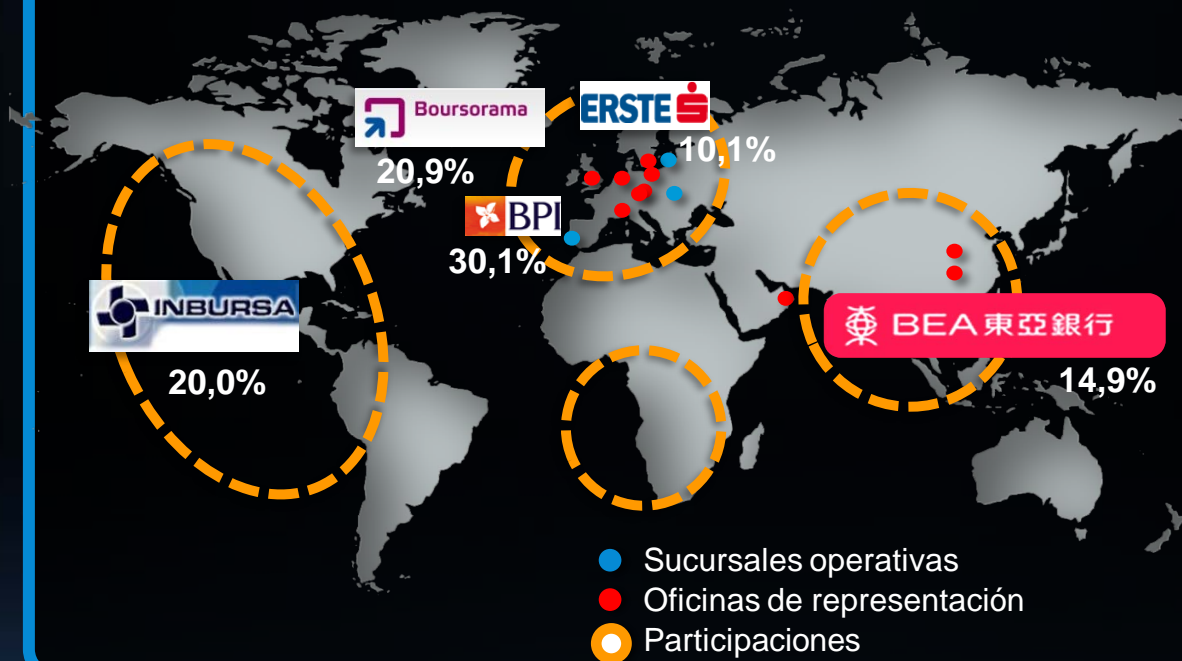 Boursorama
20,9%
ERSTE
10,1%
BPI
30,1%
INBURSA
20,0%
BEA東亞銀行
14,9%
Sucursales operativas
Oficinas de representación
Participaciones